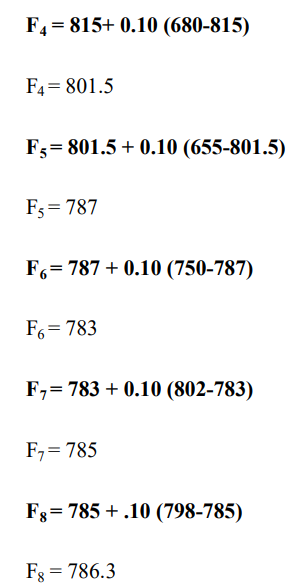 F₄ = 815+ 0.10 (680-815)
F₄ = 801.5
F₅ = 801.5 + 0.10 (655-801.5)
F₅ = 787
F₆ = 787 + 0.10 (750-787)
F₆ = 783
F₇ = 783 + 0.10 (802-783)
F₇ = 785
F₈ = 785 + .10 (798-785)
F₈ = 786.3